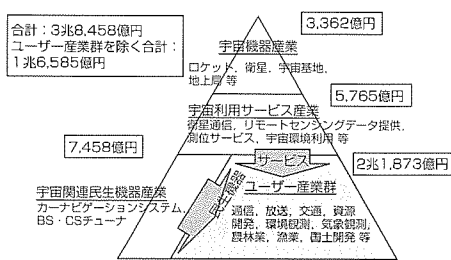 合計：3兆8,458億円
ユーザー産業群を除く合計：
1兆6,585億円
3,362億円
宇宙機器産業
ロケット、衛星、宇宙基地、
地上局 等
5,765億円
宇宙利用サービス産業
衛星通信，リモートセンシングデータ提供，
測位サービス，宇宙環境利用 等
7,458億円
サービス
2兆1,873億円
宇宙関連民生機器産業
カーナビゲーションシステム，
BS・CSチューナ
民生機器
ユーザー産業群
通信，放送，交通，資源
開発，環境観測，気象観測，
農林業，漁業，国土開発 等